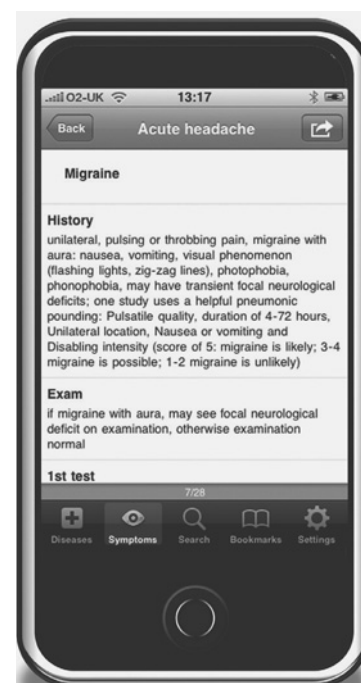 O2-UK 13:17
Back Acute headache
Migraine
History
unilateral, pulsing or throbbing pain, migraine with
aura: nausea, vomiting, visual phenomenon
(flashing lights, zig-zag lines), photophobia,
phonophobia, may have transient focal neurological
deficits; one study uses a helpful pneumonic
pounding: Pulsatile quality, duration of 4-72 hours,
Unilateral location, Nausea or vomiting and
Disabling intensity (score of 5: migraine is likely; 3-4
migraine is possible; 1-2 migraine is unlikely)
Exam
if migraine with aura, may see focal neurological
deficit on examination, otherwise examination
normal
1st test
7/28
Diseases Symptoms Search Bookmarks Settings